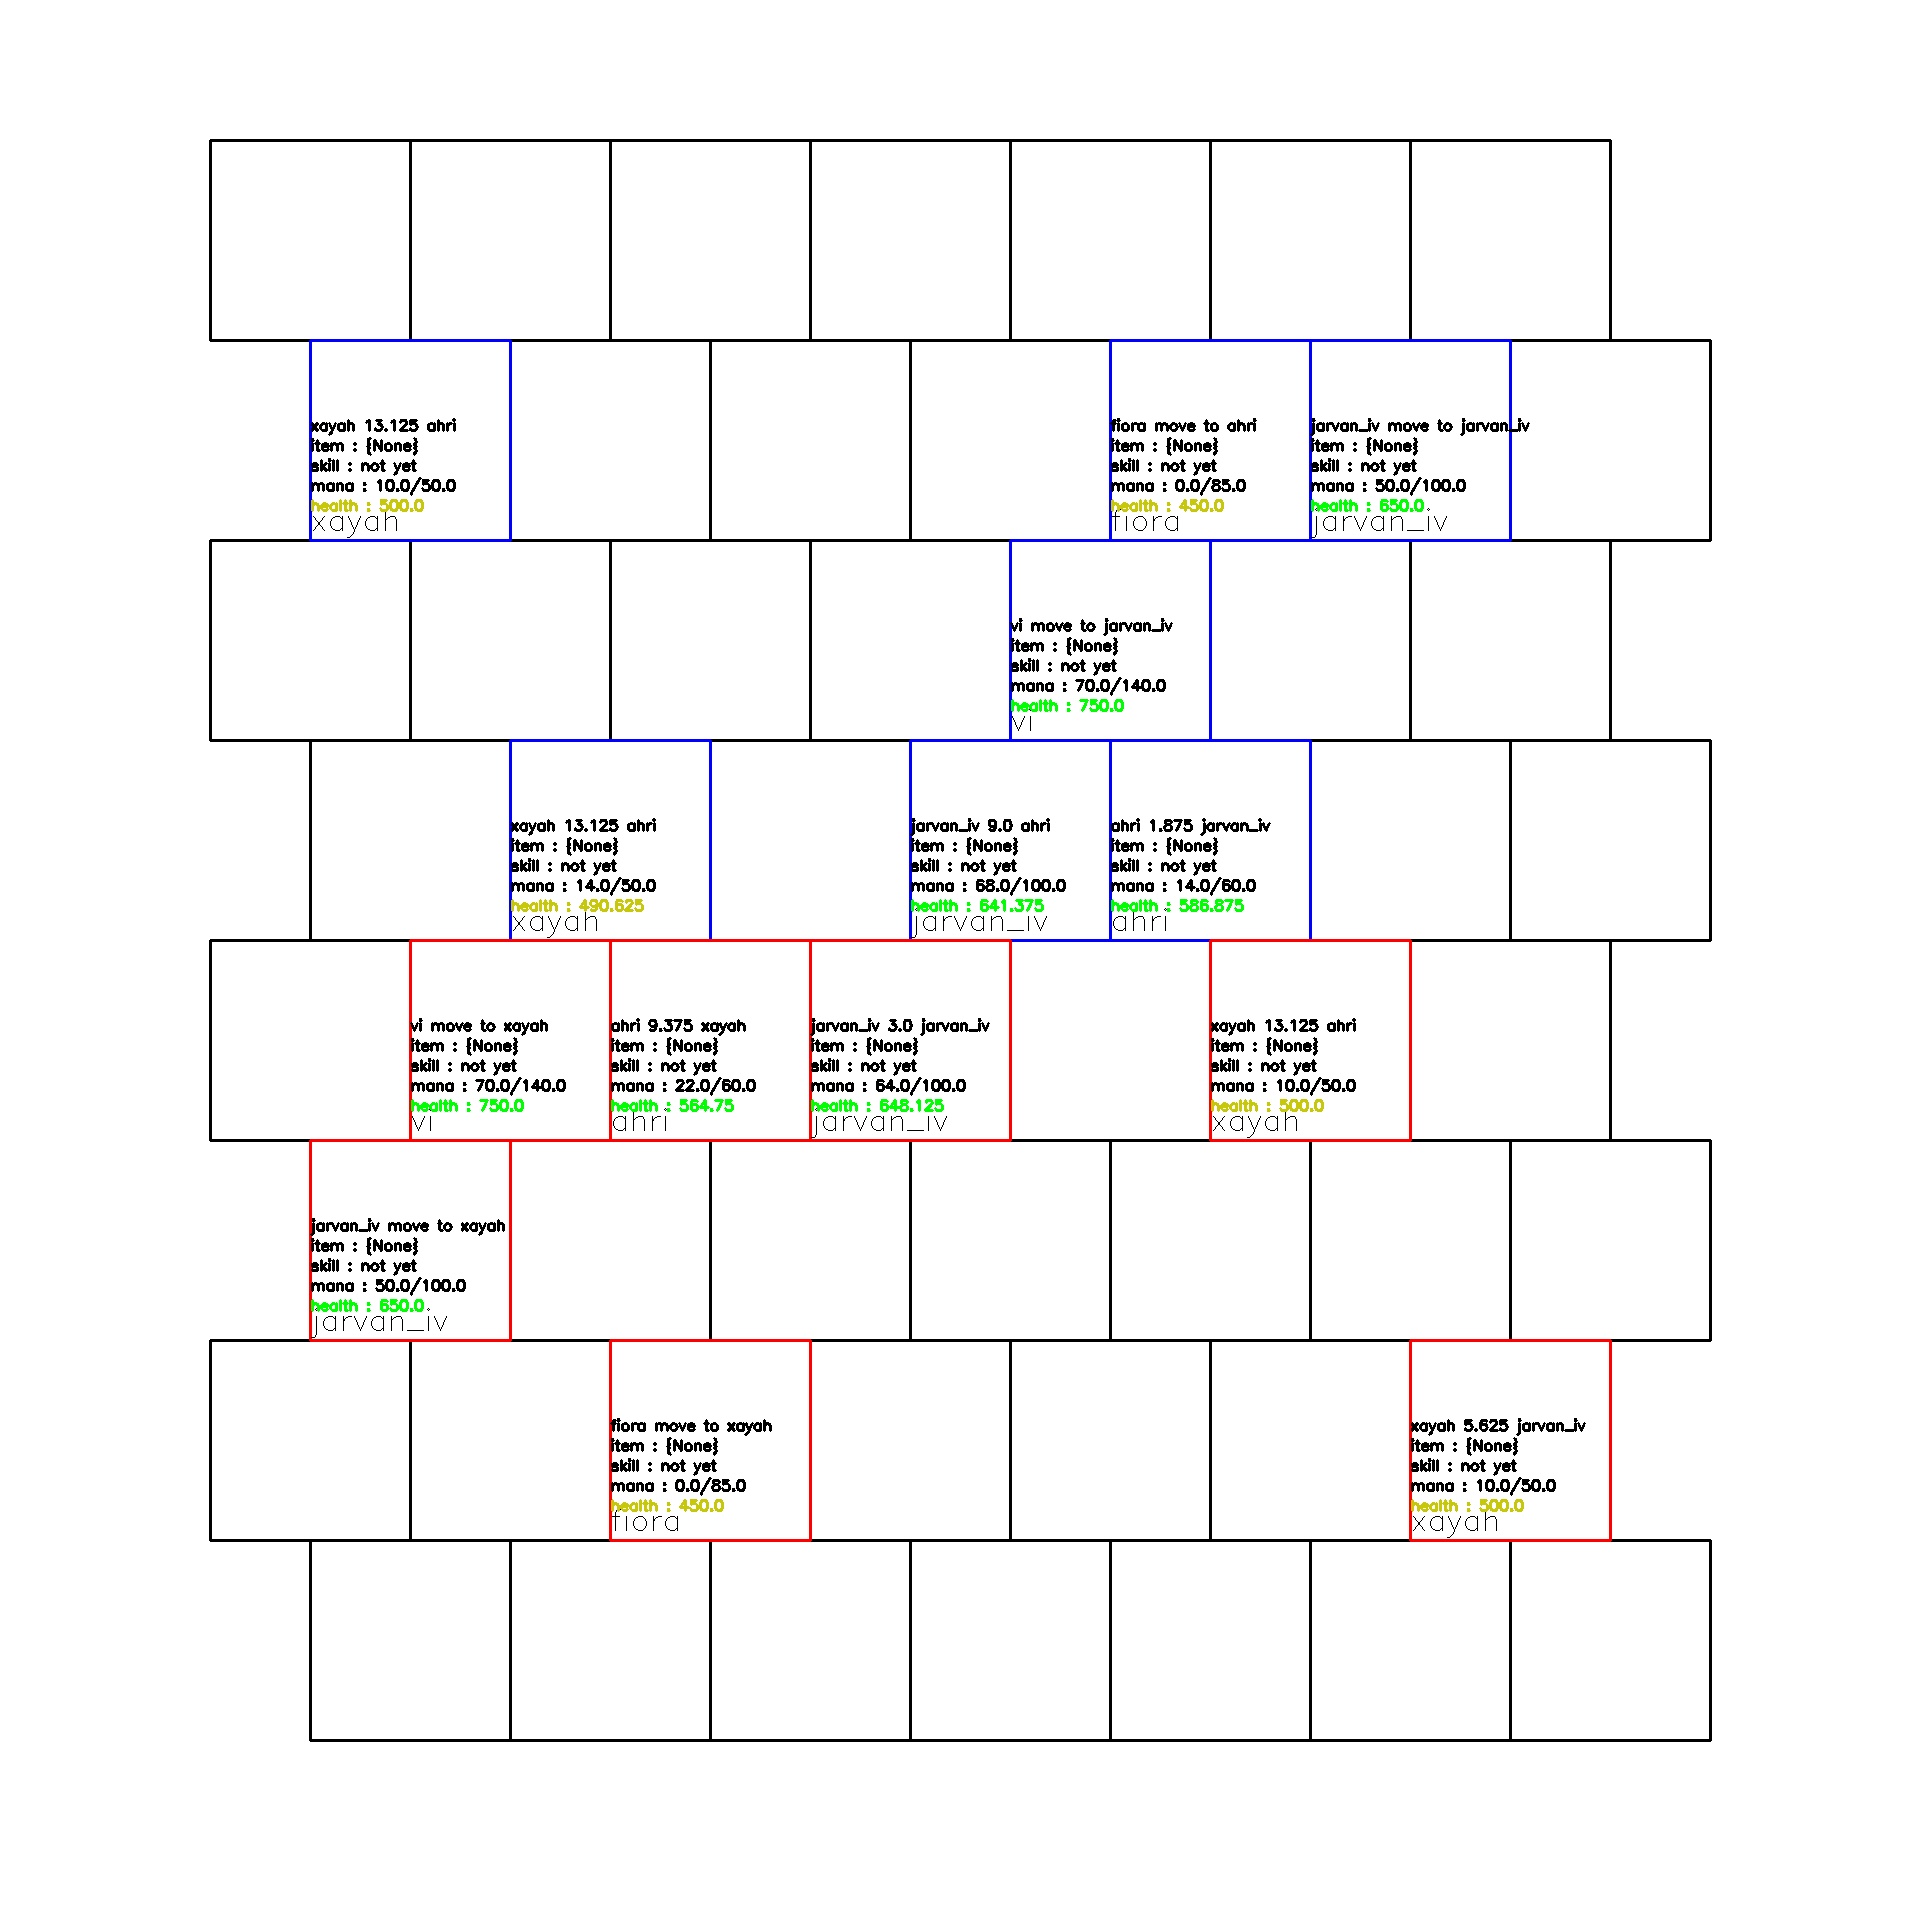 xayah 13.125 ahri
item : {None}
skill : not yet
mana : 10.0/50.0
health : 500.0
xayah
fiora move to ahri
item : {None}
skill : not yet
mana : 0.0/85.0
health : 450.0
fiora
jarvan_iv move to jarvan_iv
item : {None}
skill : not yet
mana : 50.0/100.0
health : 650.0
jarvan_iv
vi move to jarvan_iv
item : {None}
skill : not yet
mana : 70.0/140.0
health : 750.0
vi
xayah 13.125 ahri
item : {None}
skill : not yet
mana : 14.0/50.0
health : 490.625
xayah
jarvan_iv 9.0 ahri
item : {None}
skill : not yet
mana : 68.0/100.0
health : 641.375
jarvan_iv
ahri 1.875 jarvan_iv
item : {None}
skill : not yet
mana : 14.0/60.0
health : 586.875
ahri
vi move to xayah
item : {None}
skill : not yet
mana : 70.0/140.0
health : 750.0
vi
ahri 9.375 xayah
item : {None}
skill : not yet
mana : 22.0/60.0
health : 564.75
ahri
jarvan_iv 3.0 jarvan_iv
item : {None}
skill : not yet
mana : 64.0/100.0
health : 648.125
jarvan_iv
xayah 13.125 ahri
item : {None}
skill : not yet
mana : 10.0/50.0
health : 500.0
xayah
jarvan_iv move to xayah
item : {None}
skill : not yet
mana : 50.0/100.0
health : 650.0
jarvan_iv
fiora move to xayah
item : {None}
skill : not yet
mana : 0.0/85.0
health : 450.0
fiora
xayah 5.625 jarvan_iv
item : {None}
skill : not yet
mana : 10.0/50.0
health : 500.0
xayah